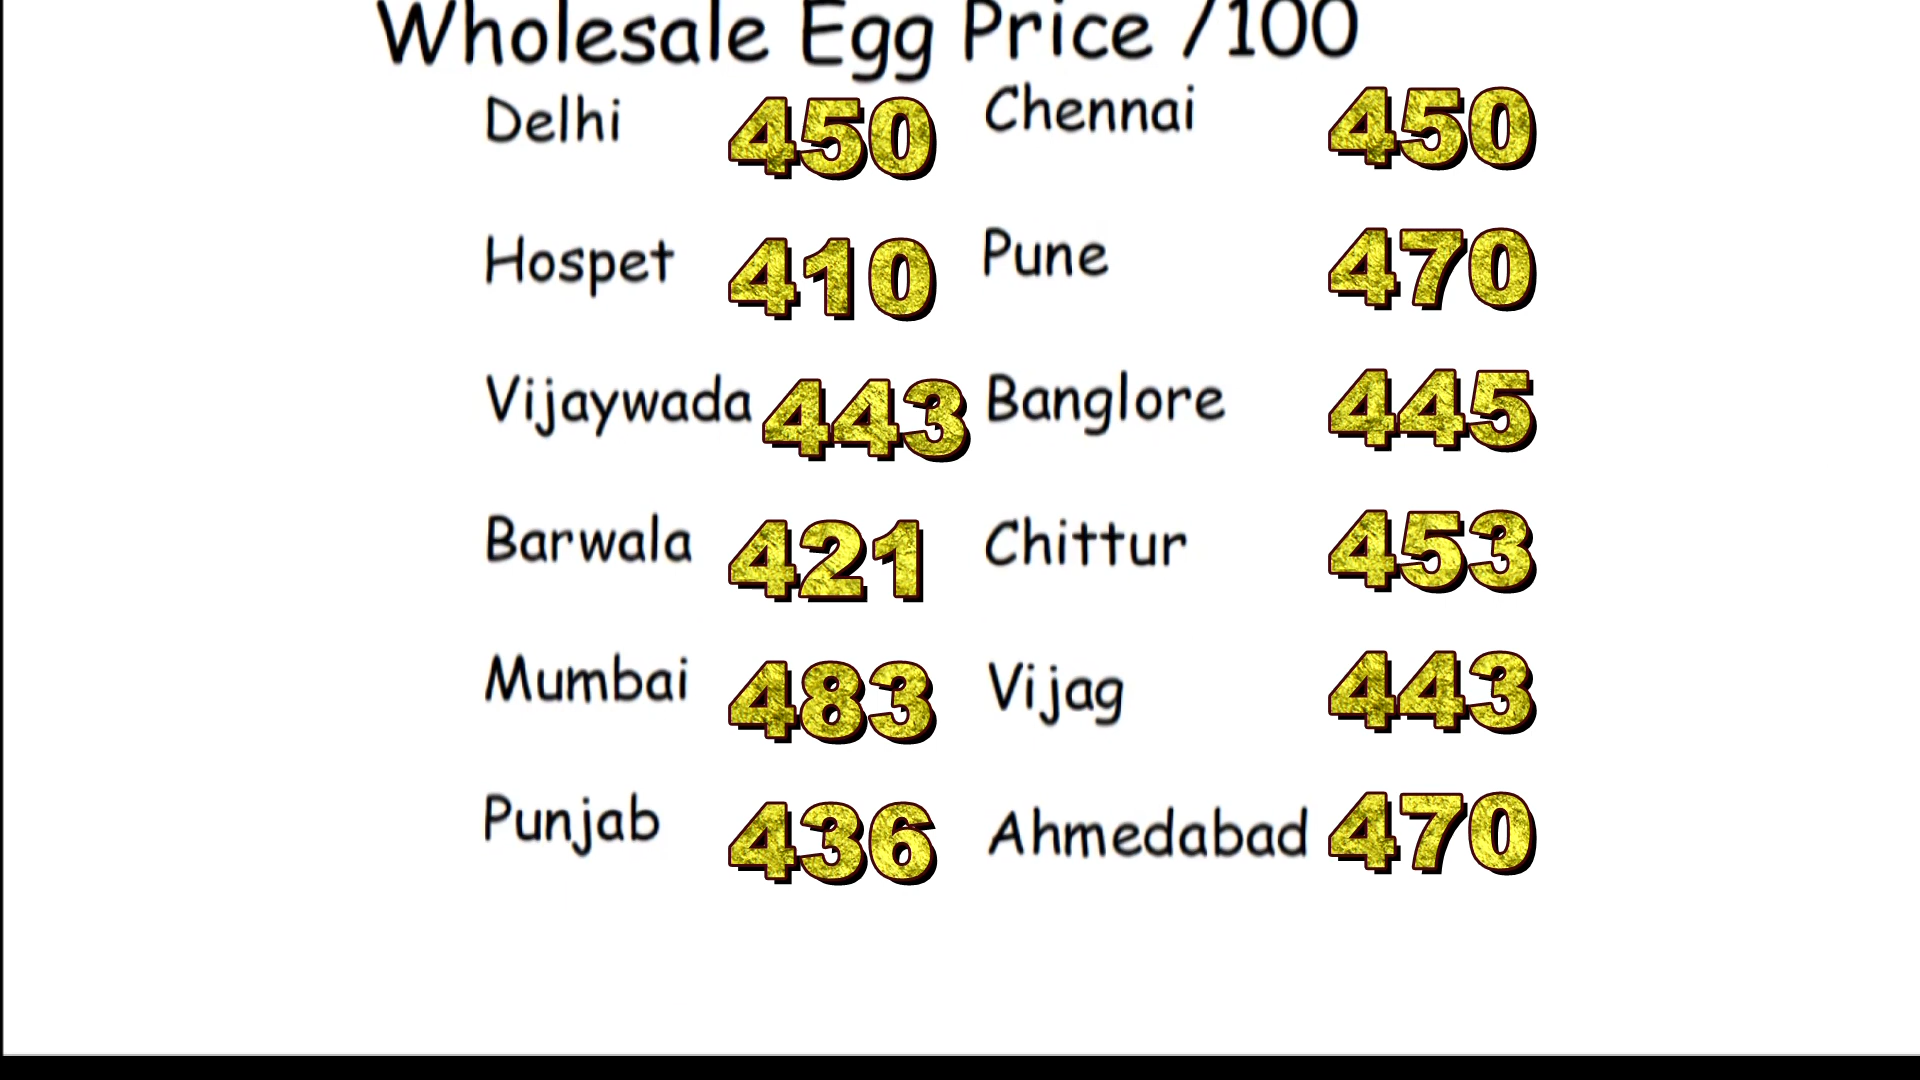 Wholesale Egg Price /100
Delhi 450 Chennai 450
Hospet 410 Pune 470
Vijaywada 443 Banglore 445
Barwala 421 Chittur 453
Mumbai 483 Vijag 443
Punjab 436 Ahmedabad 470